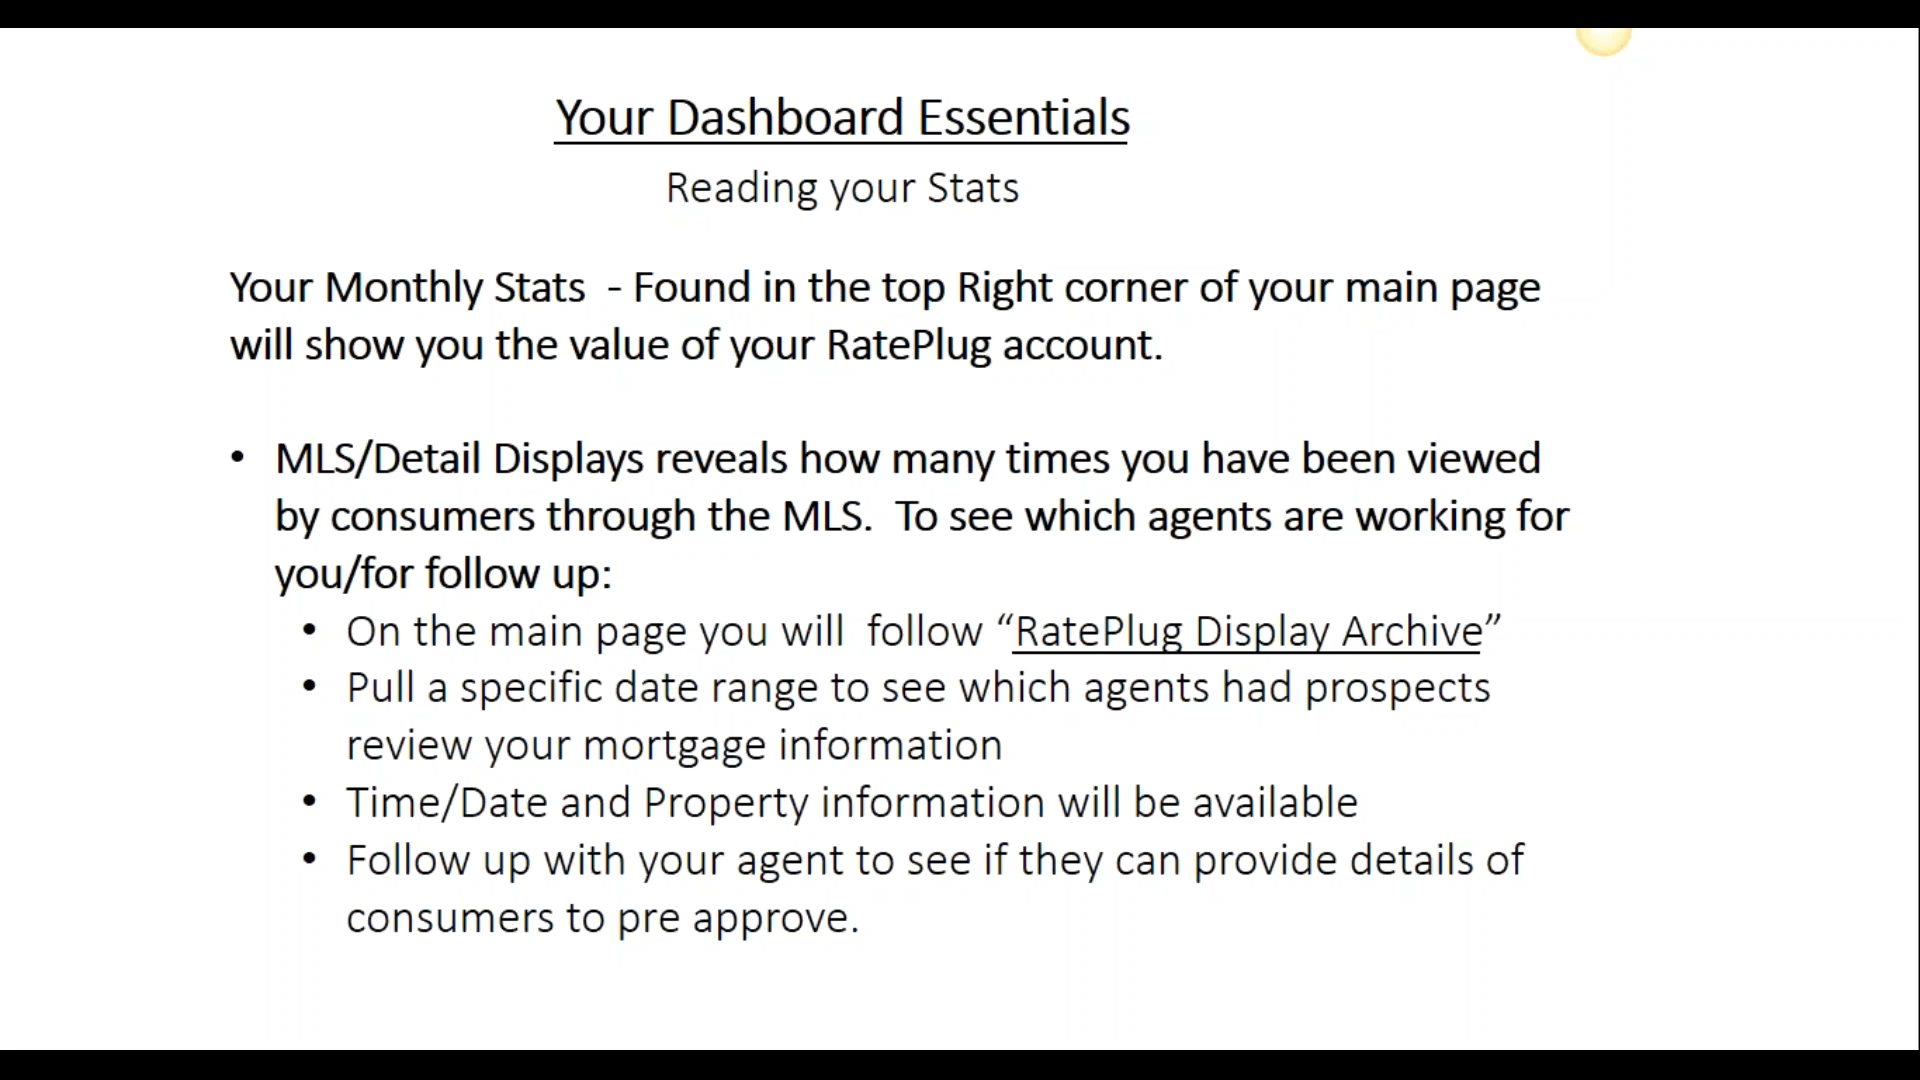 Your Dashboard Essentials
Reading your Stats
Your Monthly Stats  - Found in the top Right corner of your main page
will show you the value of your RatePlug account.
• MLS/Detail Displays reveals how many times you have been viewed
by consumers through the MLS.  To see which agents are working for
you/for follow up:
• On the main page you will  follow “RatePlug Display Archive”
• Pull a specific date range to see which agents had prospects
review your mortgage information
• Time/Date and Property information will be available
• Follow up with your agent to see if they can provide details of
consumers to pre approve.